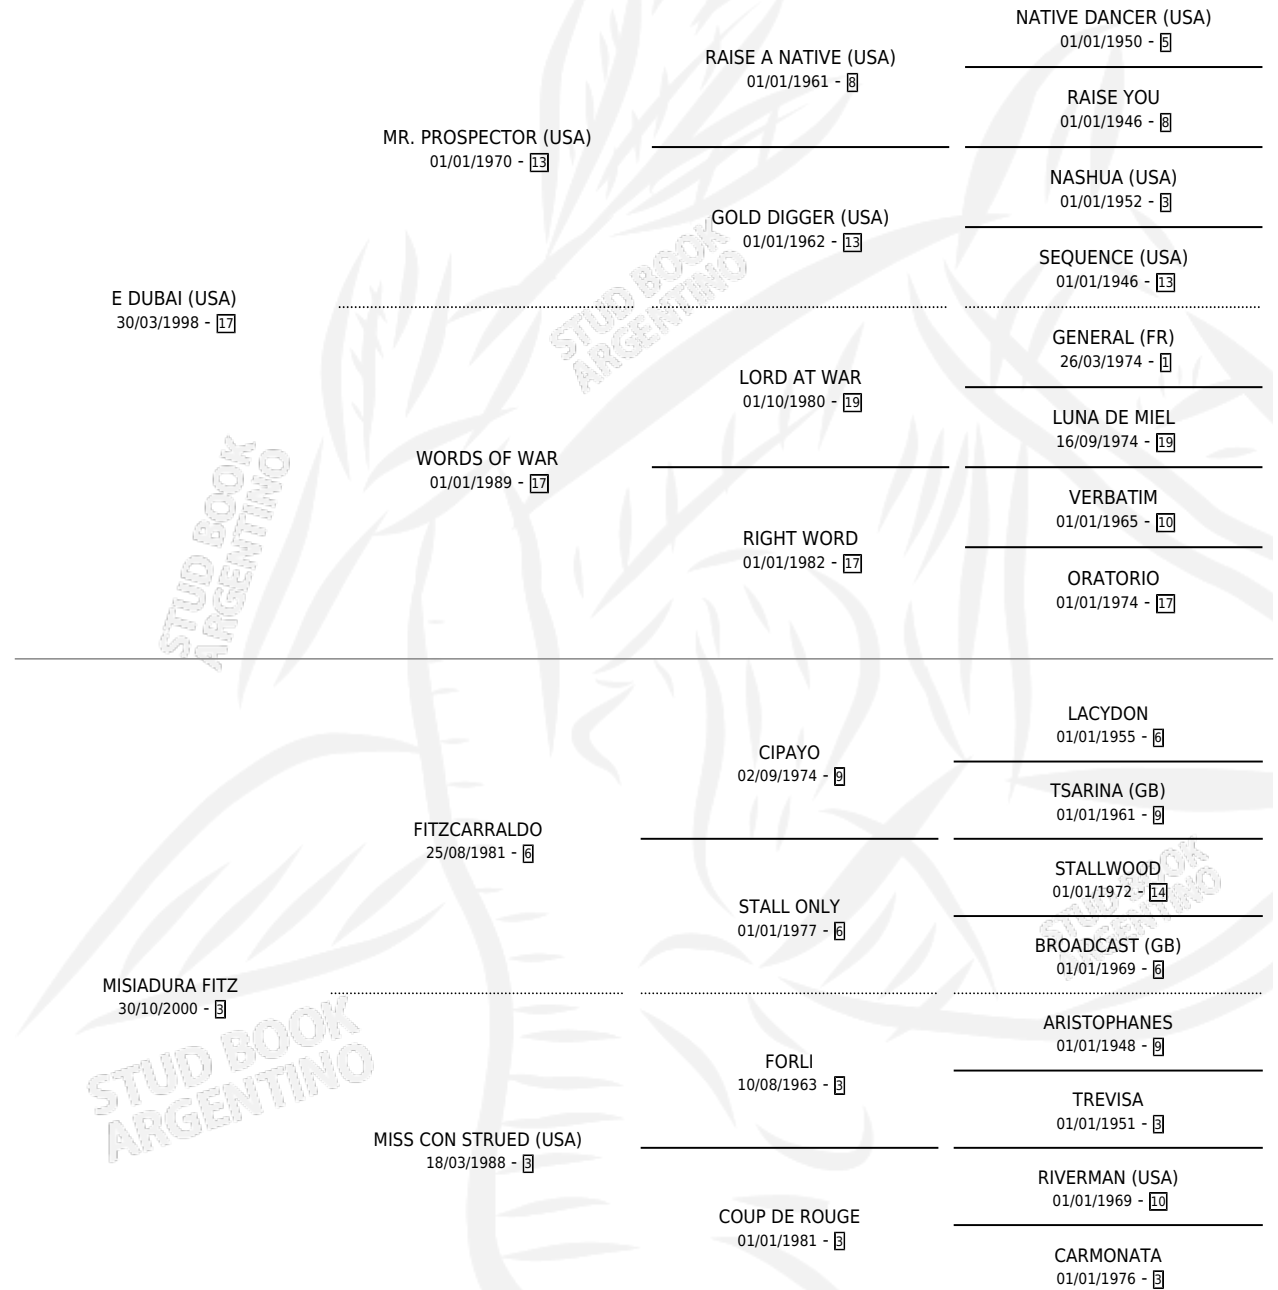 NATIVE DANCER (USA)
01/01/1950 - 5
RAISE A NATIVE (USA)
01/01/1961 - 8
RAISE YOU
01/01/1946 - 8
MR. PROSPECTOR (USA)
01/01/1970 - 13
NASHUA (USA)
01/01/1952 - 3
GOLD DIGGER (USA)
01/01/1962 - 13
SEQUENCE (USA)
01/01/1946 - 13
E DUBAI (USA)
30/03/1998 - 17
STUD BOOK
ARGENTINO
GENERAL (FR)
26/03/1974 - 1
LORD AT WAR
01/10/1980 - 19
LUNA DE MIEL
16/09/1974 - 19
WORDS OF WAR
01/01/1989 - 17
VERBATIM
01/01/1965 - 10
RIGHT WORD
01/01/1982 - 17
ORATORIO
01/01/1974 - 17
STUD BOOK
ARGENTINO
LACYDON
01/01/1955 - 6
CIPAYO
02/09/1974 - 9
TSARINA (GB)
01/01/1961 - 9
FITZCARRALDO
25/08/1981 - 6
STALLWOOD
01/01/1972 - 14
STALL ONLY
01/01/1977 - 6
BROADCAST (GB)
01/01/1969 - 6
STUD BOOK
ARGENTINO
MISIADURA FITZ
30/10/2000 - 3
STUD BOOK
ARGENTINO
ARISTOPHANES
01/01/1948 - 9
FORLI
10/08/1963 - 3
TREVISA
01/01/1951 - 3
MISS CON STRUED (USA)
18/03/1988 - 3
RIVERMAN (USA)
01/01/1969 - 10
COUP DE ROUGE
01/01/1981 - 3
CARMONATA
01/01/1976 - 3